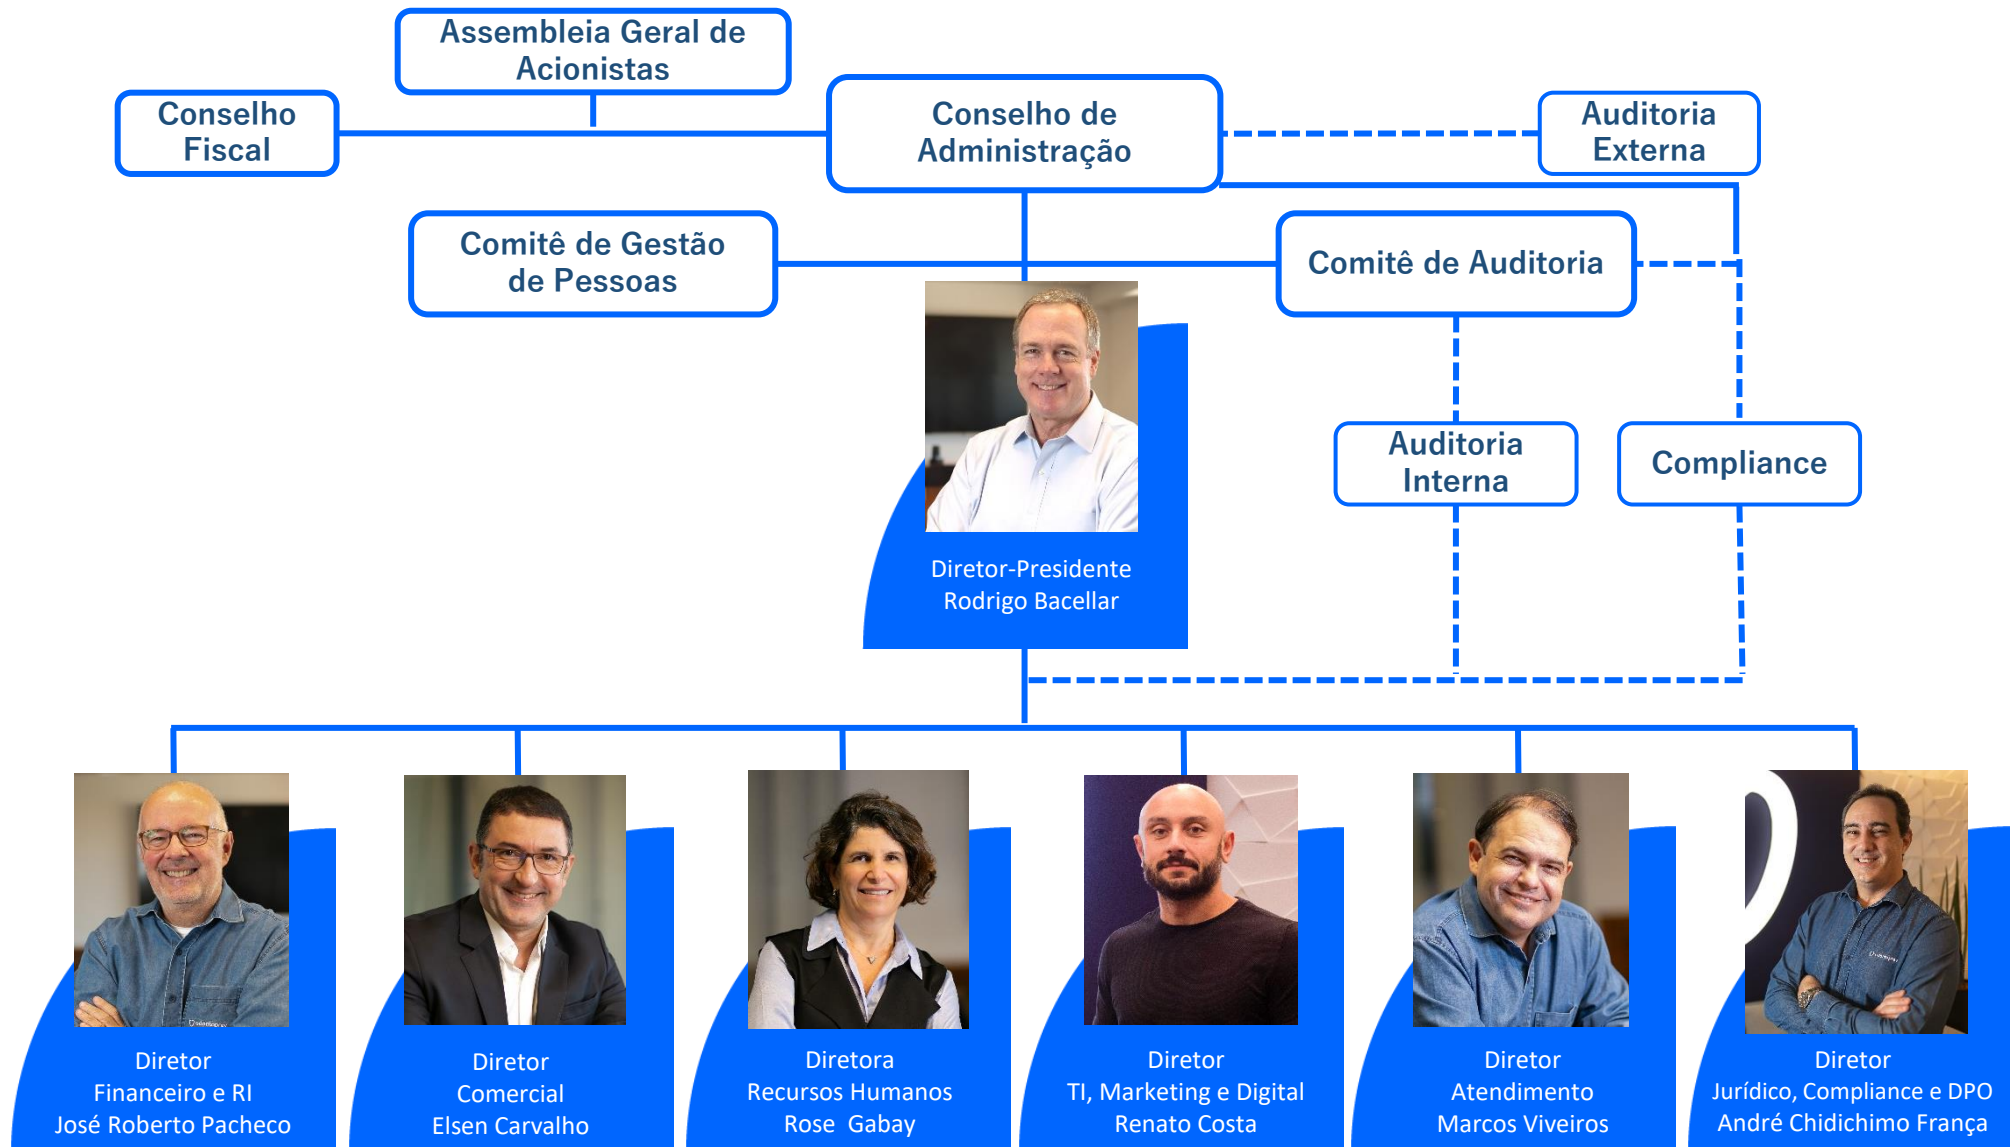 Assembleia Geral de
Acionistas
Conselho
Fiscal
Conselho de
Administração
Auditoria
Externa
Comitê de Gestão
de Pessoas
Comitê de Auditoria
Auditoria
Interna
Compliance
Diretor-Presidente
Rodrigo Bacellar
Diretor
Financeiro e RI
José Roberto Pacheco
Diretor
Comercial
Elsen Carvalho
Diretora
Recursos Humanos
Rose Gabay
Diretor
TI, Marketing e Digital
Renato Costa
Diretor
Atendimento
Marcos Viveiros
Diretor
Jurídico, Compliance e DPO
André Chidichimo França